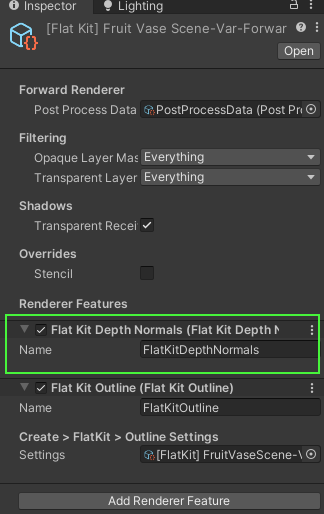 Inspector
Lighting
[Flat Kit] Fruit Vase Scene-Var-Forwar
Open
Forward Renderer
Post Process Data
PostProcessData (Post Pro
Filtering
Opaque Layer Mas
Everything
Transparent Layer
Everything
Shadows
Transparent Recei
Overrides
Stencil
Renderer Features
Flat Kit Depth Normals (Flat Kit Depth N
Name
FlatKitDepthNormals
Flat Kit Outline (Flat Kit Outline)
Name
FlatKitOutline
Create > FlatKit > Outline Settings
Settings
[FlatKit] FruitVaseScene-V
Add Renderer Feature